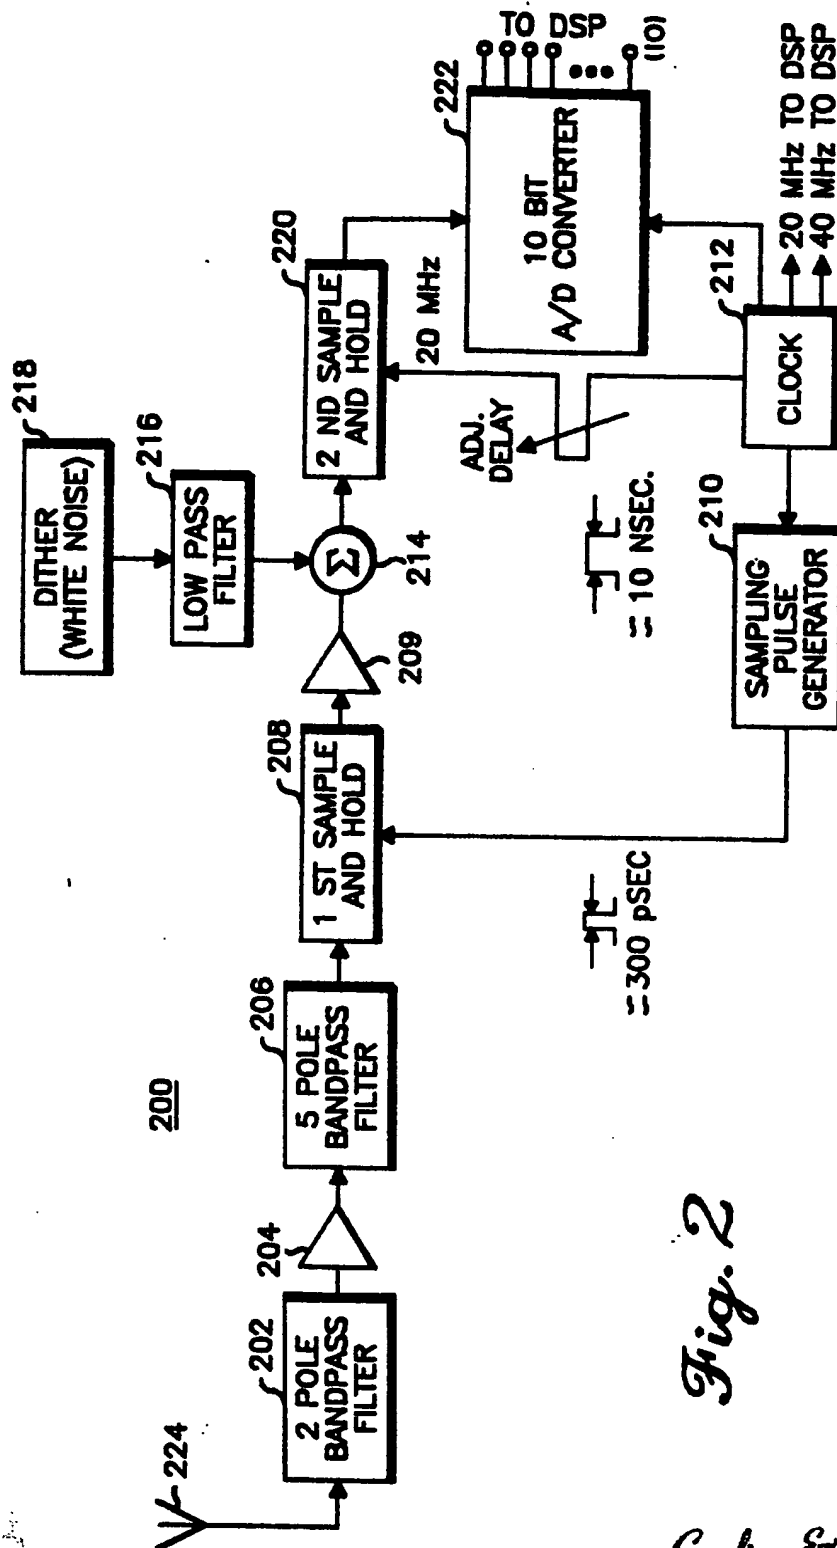 200
224
202
2 POLE
BANDPASS
FILTER
204
206
5 POLE
BANDPASS
FILTER
208
1 ST SAMPLE
AND HOLD
209
DITHER
(WHITE NOISE)
218
LOW PASS
FILTER
216
Σ
214
220
2 ND SAMPLE
AND HOLD
20 MHz
222
10 BIT
A/D CONVERTER
TO DSP
(10)
ADJ.
DELAY
≈ 10 NSEC.
≈300 pSEC
210
SAMPLING
PULSE
GENERATOR
212
CLOCK
20 MHz TO DSP
40 MHz TO DSP
Fig. 2